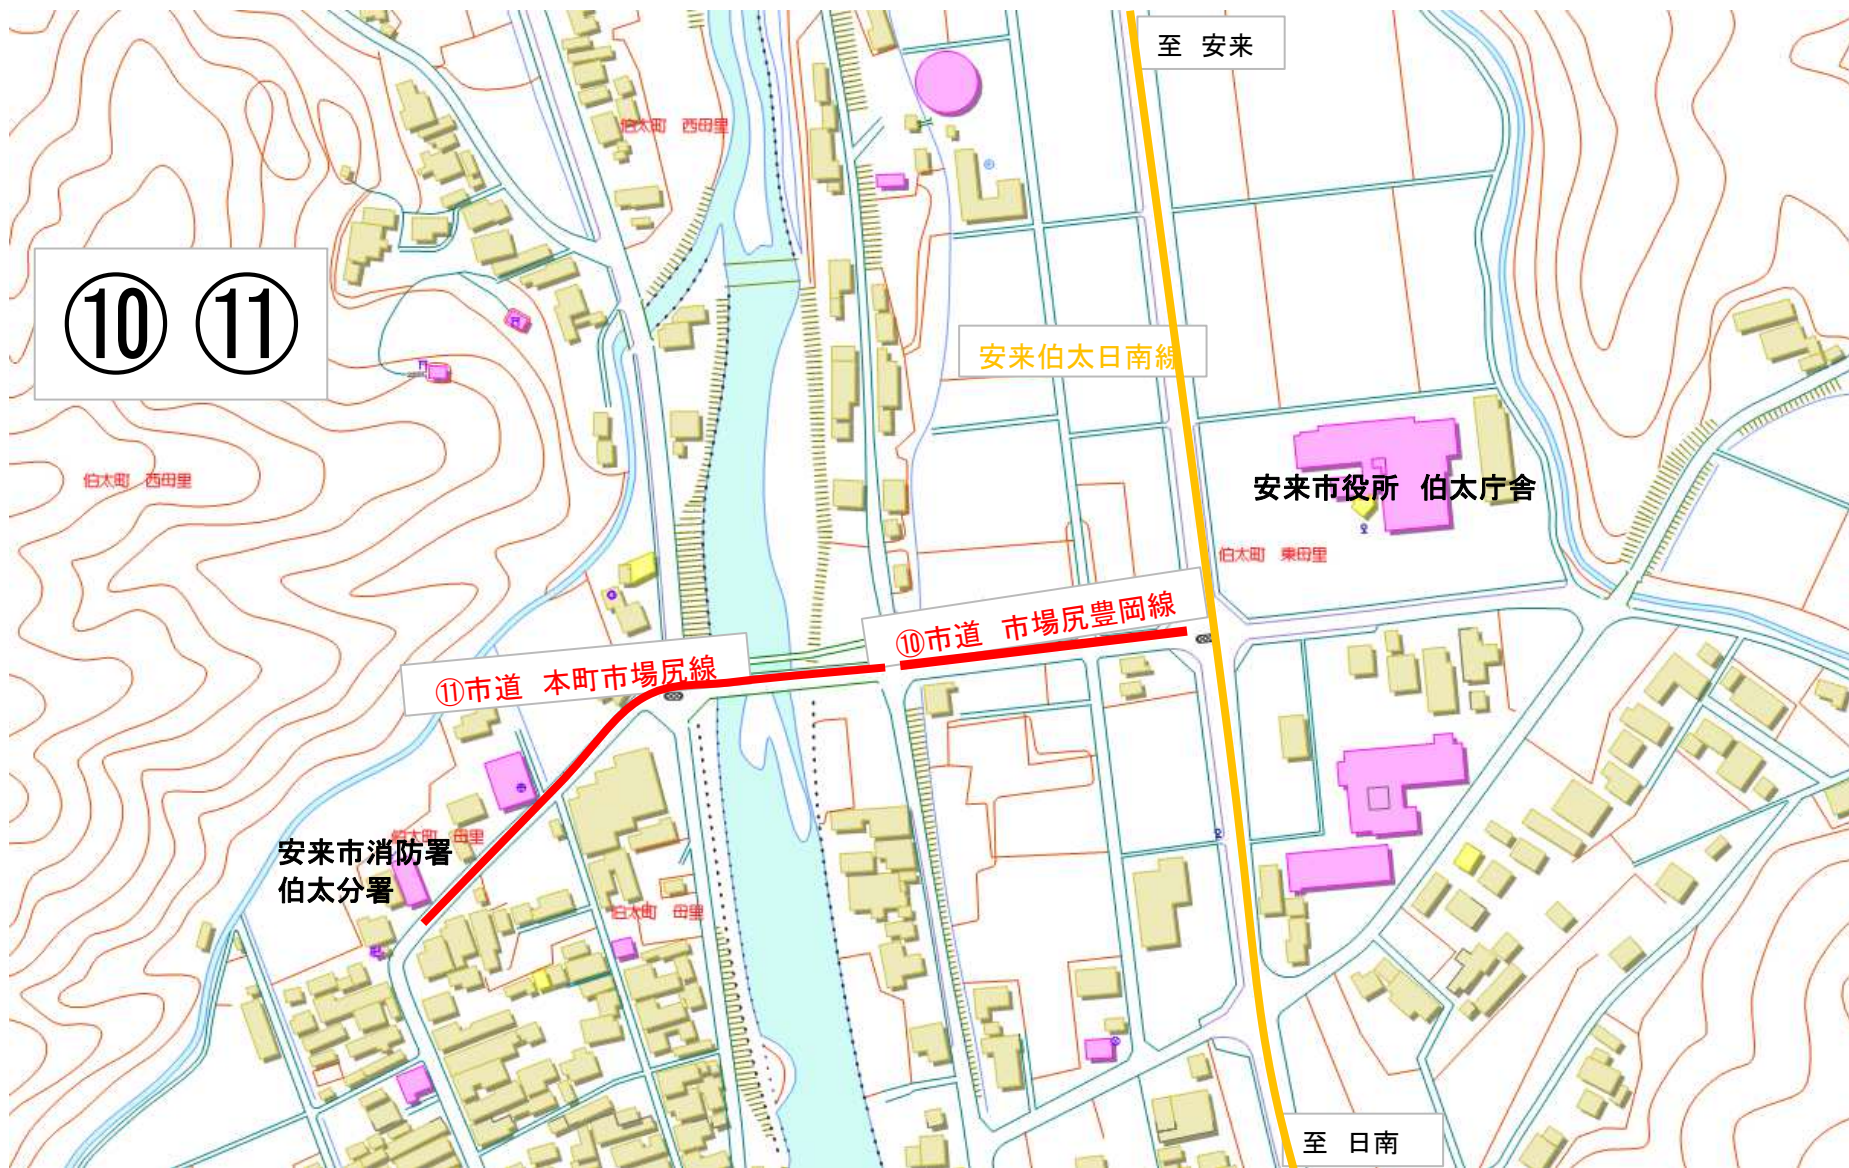 至 安来
伯太町 西母里
⑩ ⑪
安来伯太日南線
伯太町 西母里
安来市役所 伯太庁舎
伯太町 東母里
⑩市道 市場尻豊岡線
⑪市道 本町市場尻線
伯太町 母里
安来市消防署
伯太分署
伯太町 母里
至 日南